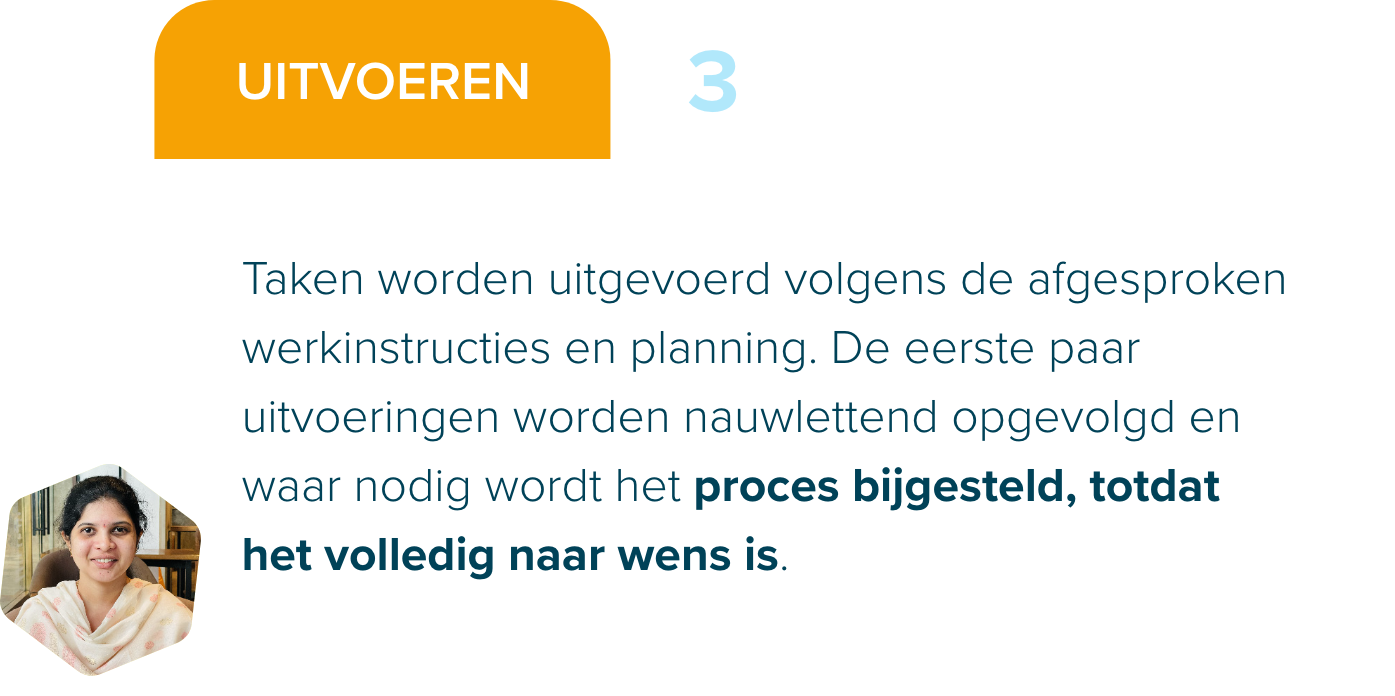 UITVOEREN 3
Taken worden uitgevoerd volgens de afgesproken
werkinstructies en planning. De eerste paar
uitvoeringen worden nauwlettend opgevolgd en
waar nodig wordt het proces bijgesteld, totdat
het volledig naar wens is.